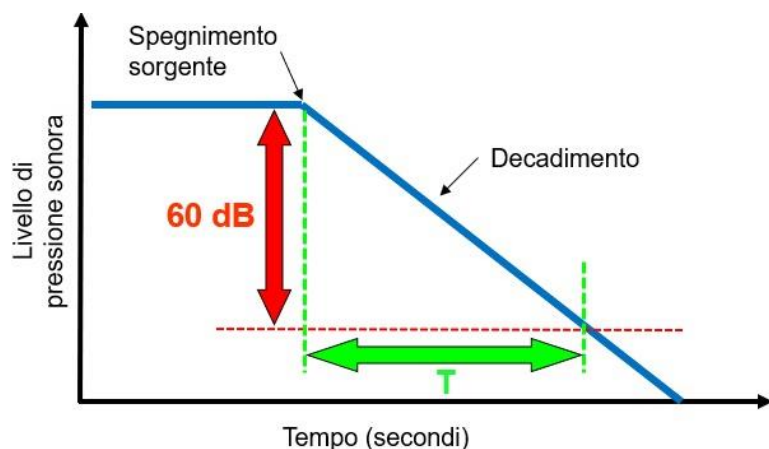 Spegnimento
sorgente
Decadimento
60 dB
Livello di
pressione sonora
T
Tempo (secondi)